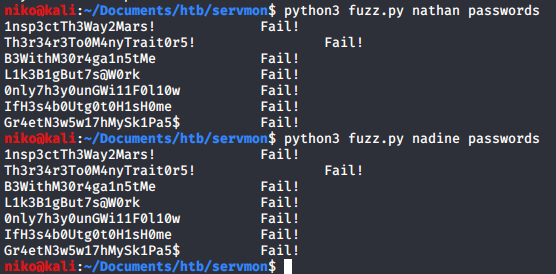 niko@kali:~/Documents/htb/servmon$ python3 fuzz.py nathan passwords
1nsp3ctTh3Way2Mars! Fail!
Th3r34r3To0M4nyTrait0r5! Fail!
B3WithM30r4ga1n5tMe Fail!
L1k3B1gBut7s@W0rk Fail!
0nly7h3y0unGWi11F0l10w Fail!
IfH3s4b0Utg0t0H1sH0me Fail!
Gr4etN3w5w17hMySk1Pa5$ Fail!
niko@kali:~/Documents/htb/servmon$ python3 fuzz.py nadine passwords
1nsp3ctTh3Way2Mars! Fail!
Th3r34r3To0M4nyTrait0r5! Fail!
B3WithM30r4ga1n5tMe Fail!
L1k3B1gBut7s@W0rk Fail!
0nly7h3y0unGWi11F0l10w Fail!
IfH3s4b0Utg0t0H1sH0me Fail!
Gr4etN3w5w17hMySk1Pa5$ Fail!
niko@kali:~/Documents/htb/servmon$